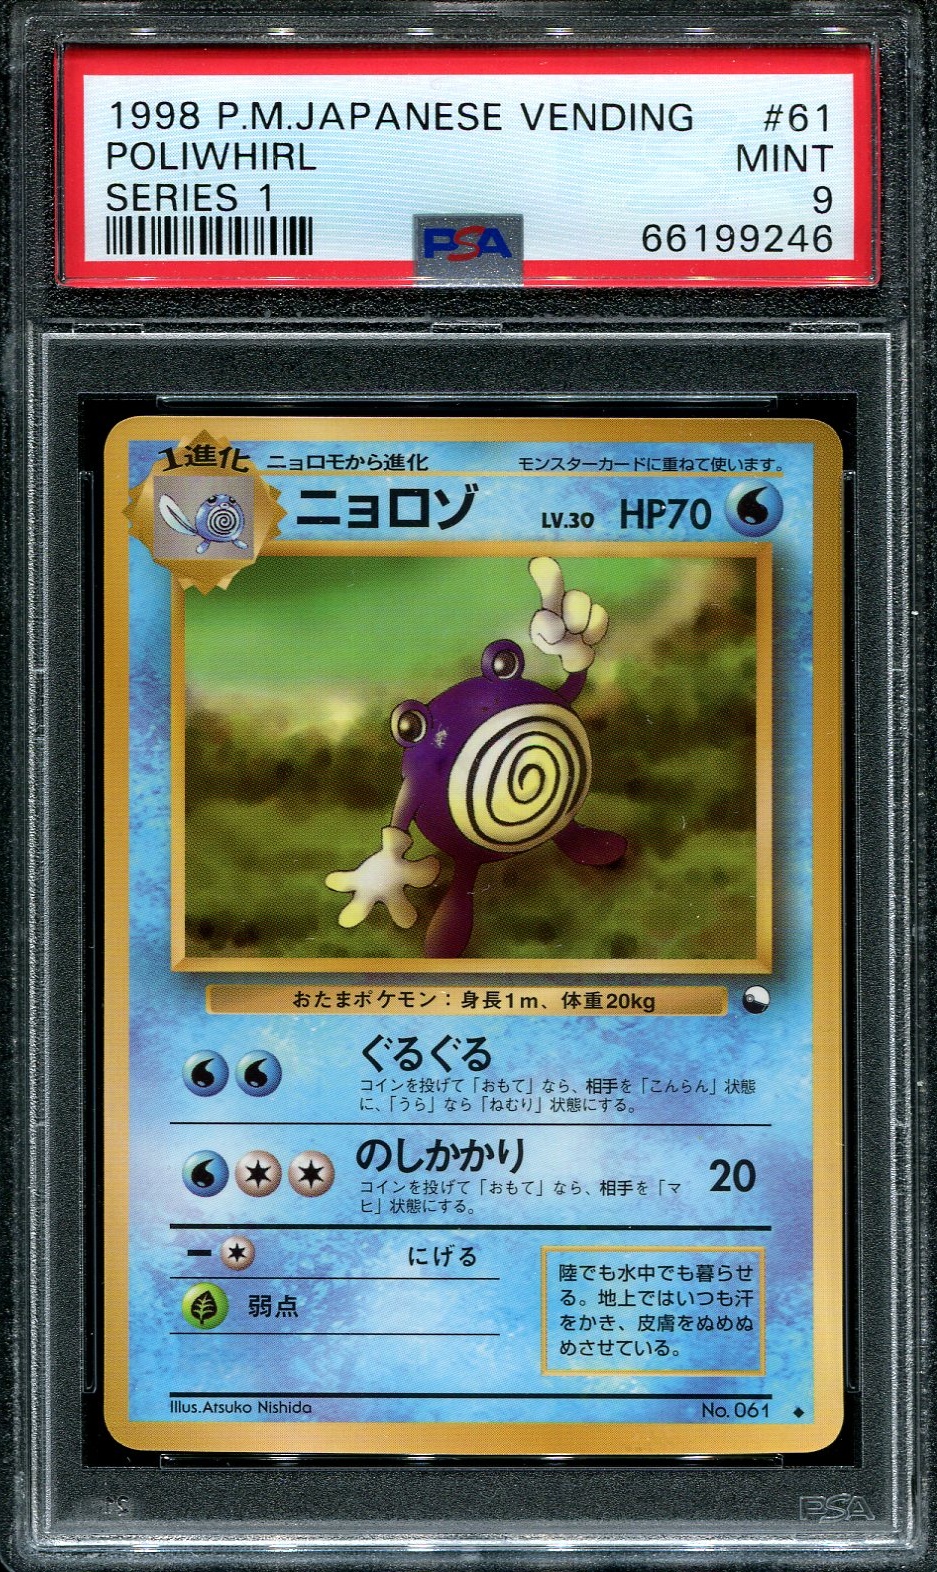 1998 P.M.JAPANESE VENDING #61
POLIWHIRL MINT
SERIES 1 9
PSA 66199246
1進化 ニョロモから進化 モンスターカードに重ねて使います。
ニョロゾ LV.30 HP70
おたまポケモン：身長1m、体重20kg
ぐるぐる
コインを投げて「おもて」なら、相手を「こんらん」状態
に、「うら」なら「ねむり」状態にする。
のしかかり 20
コインを投げて「おもて」なら、相手を「マ
ヒ」状態にする。
にげる
弱点
陸でも水中でも暮らせ
る。地上ではいつも汗
をかき、皮膚をぬめぬ
めさせている。
Illus.Atsuko Nishida No.061
PSA